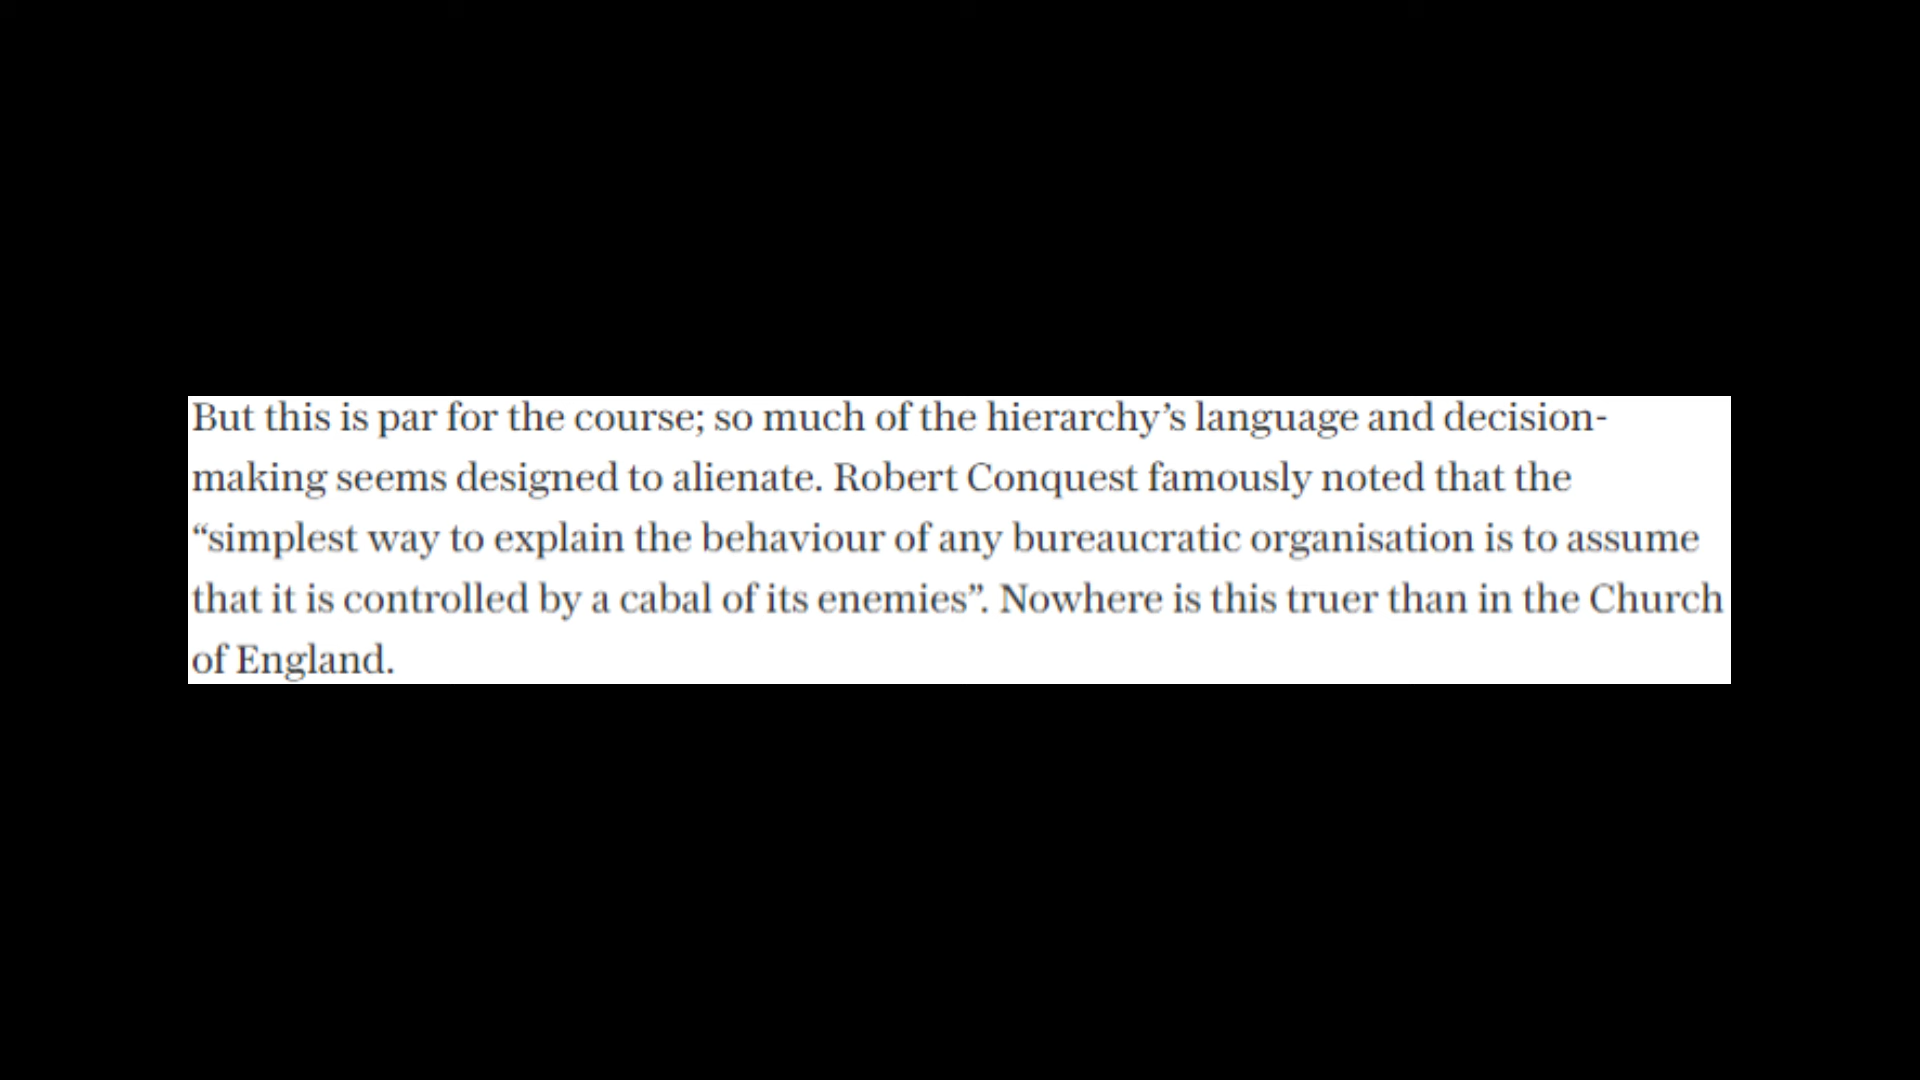 But this is par for the course; so much of the hierarchy’s language and decision-
making seems designed to alienate. Robert Conquest famously noted that the
“simplest way to explain the behaviour of any bureaucratic organisation is to assume
that it is controlled by a cabal of its enemies”. Nowhere is this truer than in the Church
of England.